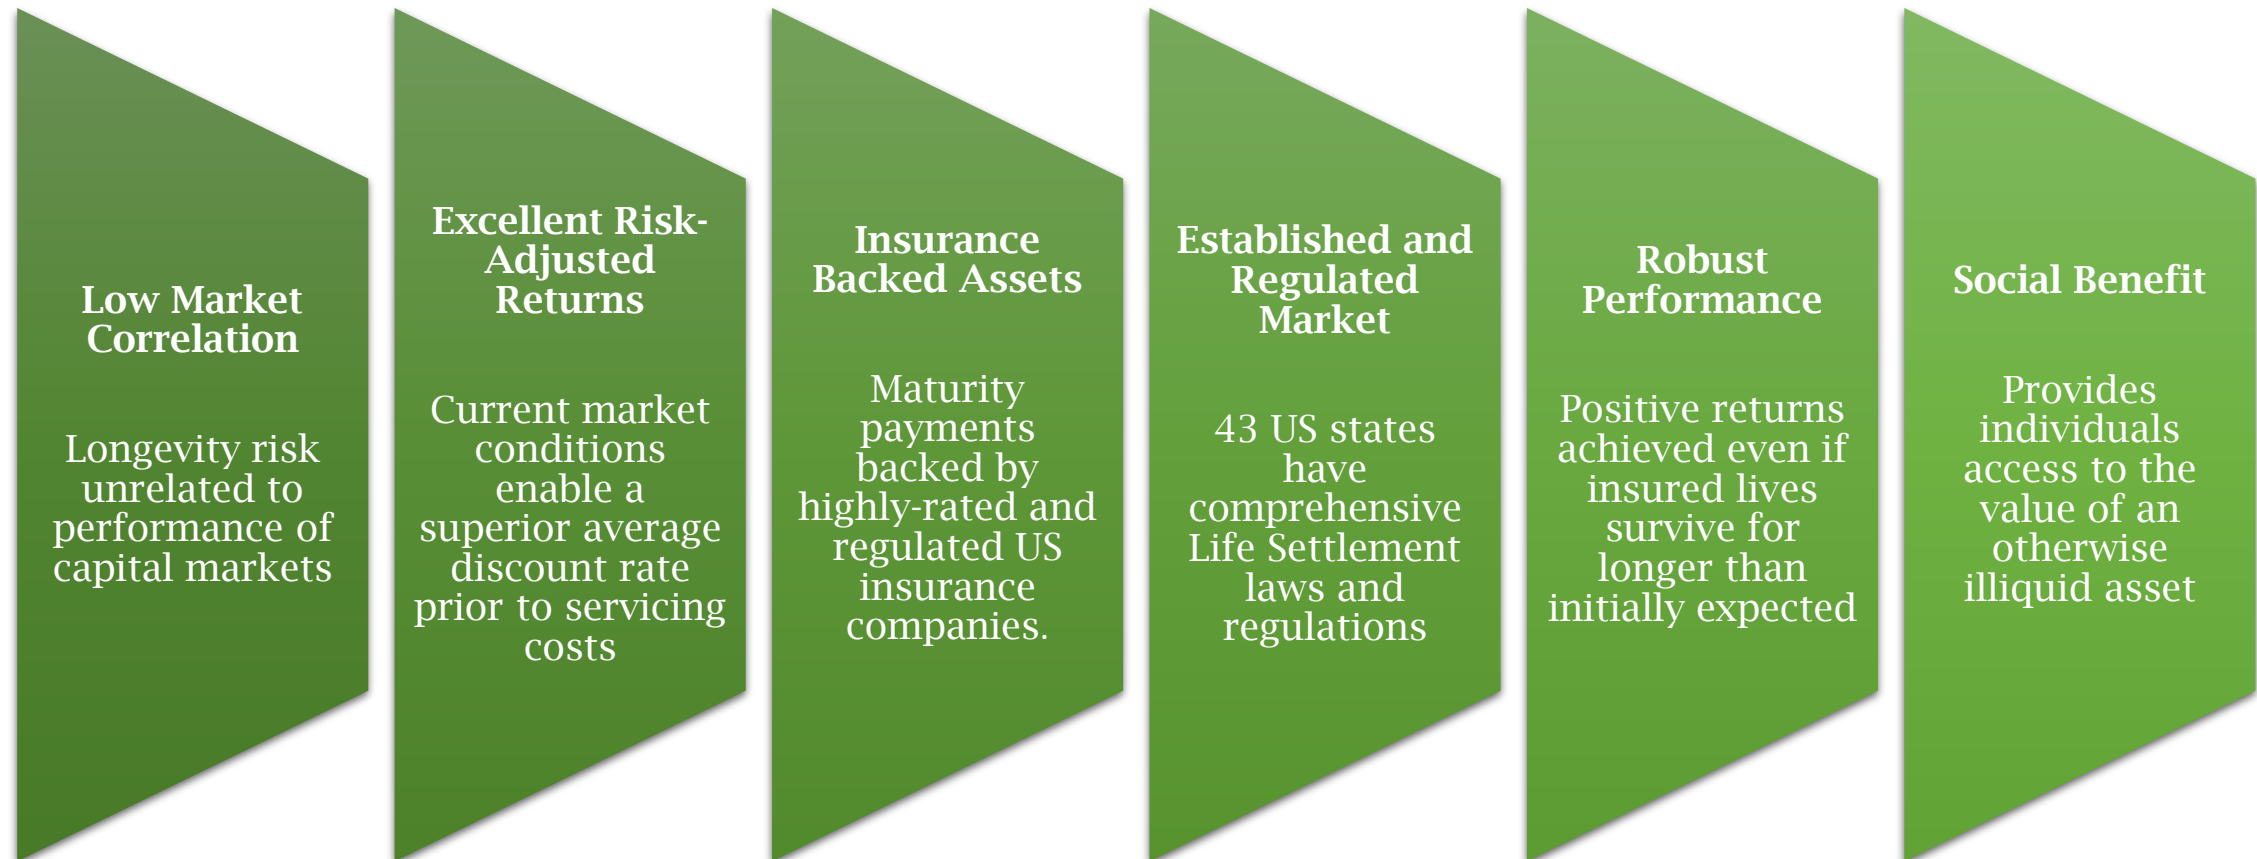 Low Market
Correlation
Longevity risk
unrelated to
performance of
capital markets
Excellent Risk-
Adjusted
Returns
Current market
conditions
enable a
superior average
discount rate
prior to servicing
costs
Insurance
Backed Assets
Maturity
payments
backed by
highly-rated and
regulated US
insurance
companies.
Established and
Regulated
Market
43 US states
have
comprehensive
Life Settlement
laws and
regulations
Robust
Performance
Positive returns
achieved even if
insured lives
survive for
longer than
initially expected
Social Benefit
Provides
individuals
access to the
value of an
otherwise
illiquid asset